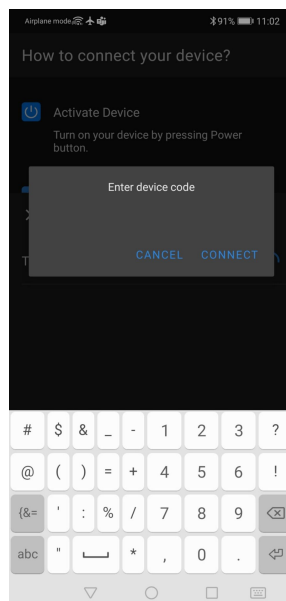 Airplane mode 91% 11:02
How to connect your device?
Activate Device
Turn on your device by pressing Power
button.
Enter device code
T
CANCEL CONNECT
# $ & _ - 1 2 3 ?
@ ( ) = + 4 5 6 !
{&= ' : % / 7 8 9
abc " * , 0 .